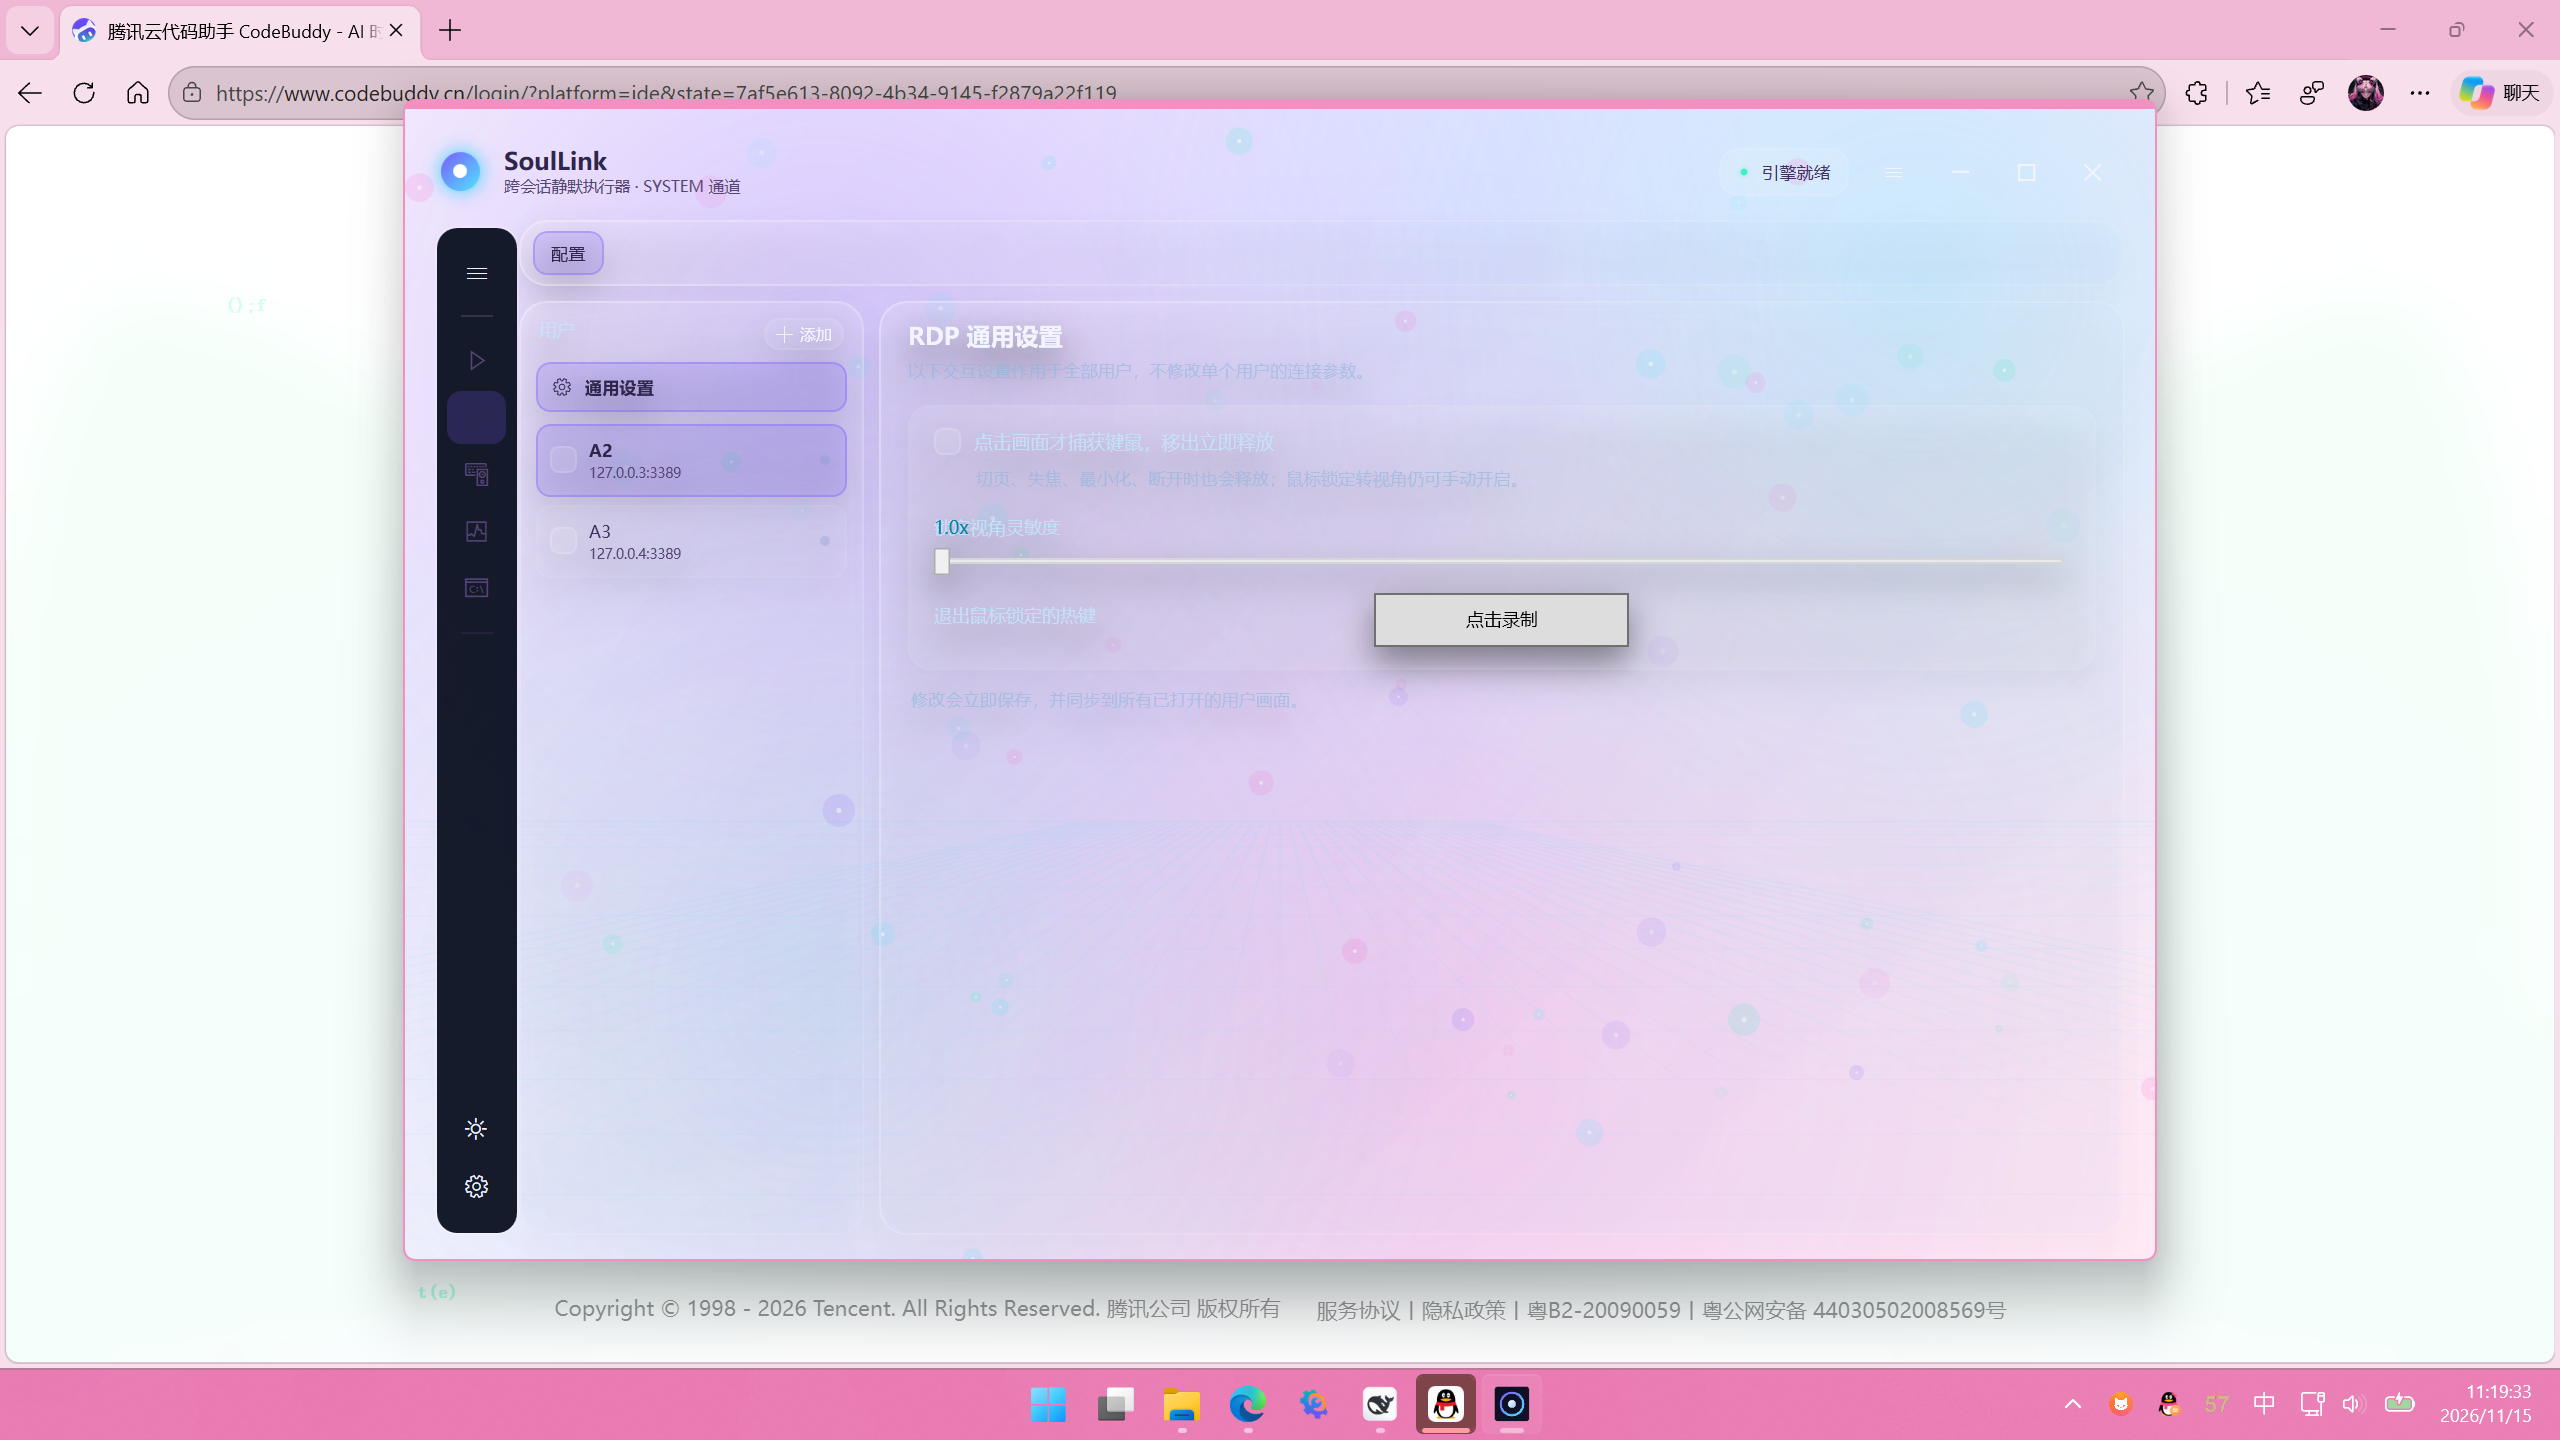 腾讯云代码助手 CodeBuddy - AI 时
https://www.codebuddy.cn/login/?platform=ide&state=7af5e613-8092-4b34-9145-f2879a22f119
聊天
SoulLink
跨会话静默执行器 · SYSTEM 通道
引擎就绪
配置
用户
添加
通用设置
A2
127.0.0.3:3389
A3
127.0.0.4:3389
RDP 通用设置
以下交互设置作用于全部用户，不修改单个用户的连接参数。
点击画面才捕获键鼠，移出立即释放
切页、失焦、最小化、断开时也会释放；鼠标锁定转视角仍可手动开启。
1.0x
视角灵敏度
退出鼠标锁定的热键
点击录制
修改会立即保存，并同步到所有已打开的用户画面。
();f
t(e)
Copyright © 1998 - 2026 Tencent. All Rights Reserved. 腾讯公司 版权所有 服务协议 | 隐私政策 | 粤B2-20090059 | 粤公网安备 44030502008569号
57
中
11:19:33
2026/11/15